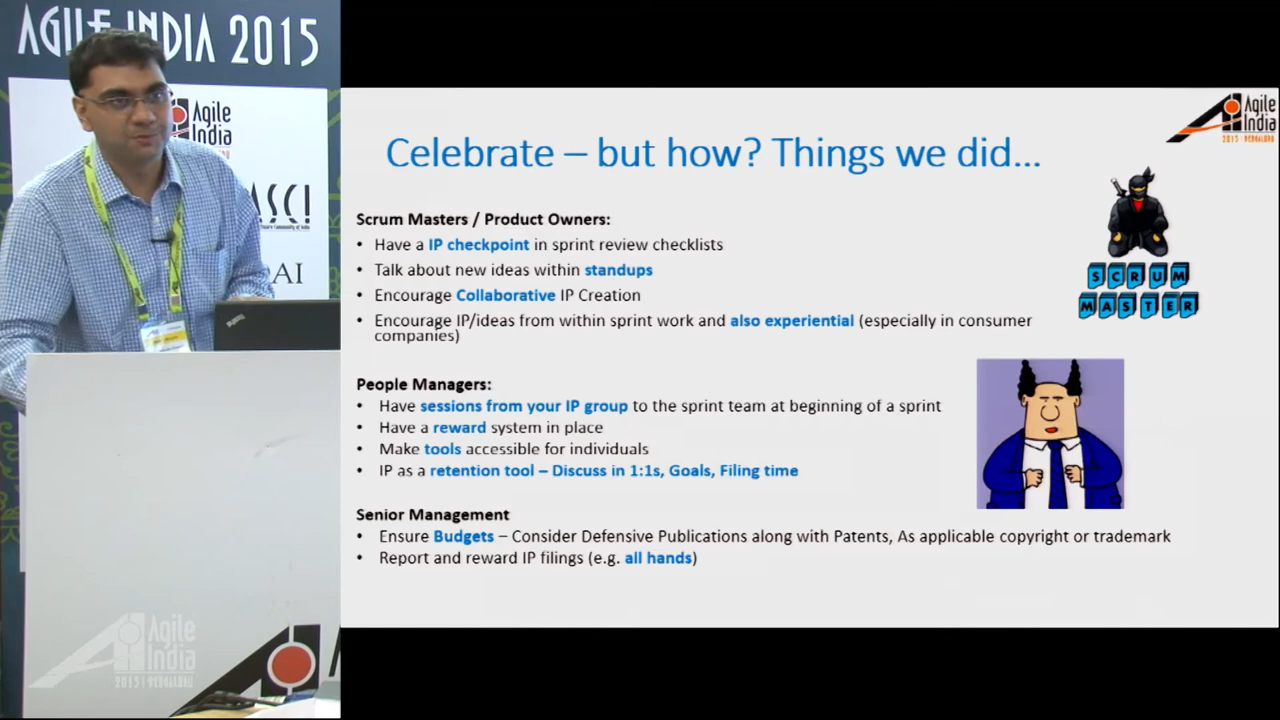 AGILE INDIA 2015
Agile
India
ASCI
AI
Agile
India
2015
Celebrate – but how? Things we did...
Scrum Masters / Product Owners:
• Have a IP checkpoint in sprint review checklists
• Talk about new ideas within standups
• Encourage Collaborative IP Creation
• Encourage IP/ideas from within sprint work and also experiential (especially in consumer
companies)
SCRUM
MASTER
People Managers:
• Have sessions from your IP group to the sprint team at beginning of a sprint
• Have a reward system in place
• Make tools accessible for individuals
• IP as a retention tool – Discuss in 1:1s, Goals, Filing time
Senior Management
• Ensure Budgets – Consider Defensive Publications along with Patents, As applicable copyright or trademark
• Report and reward IP filings (e.g. all hands)
Agile
India
2015 BENGALURU